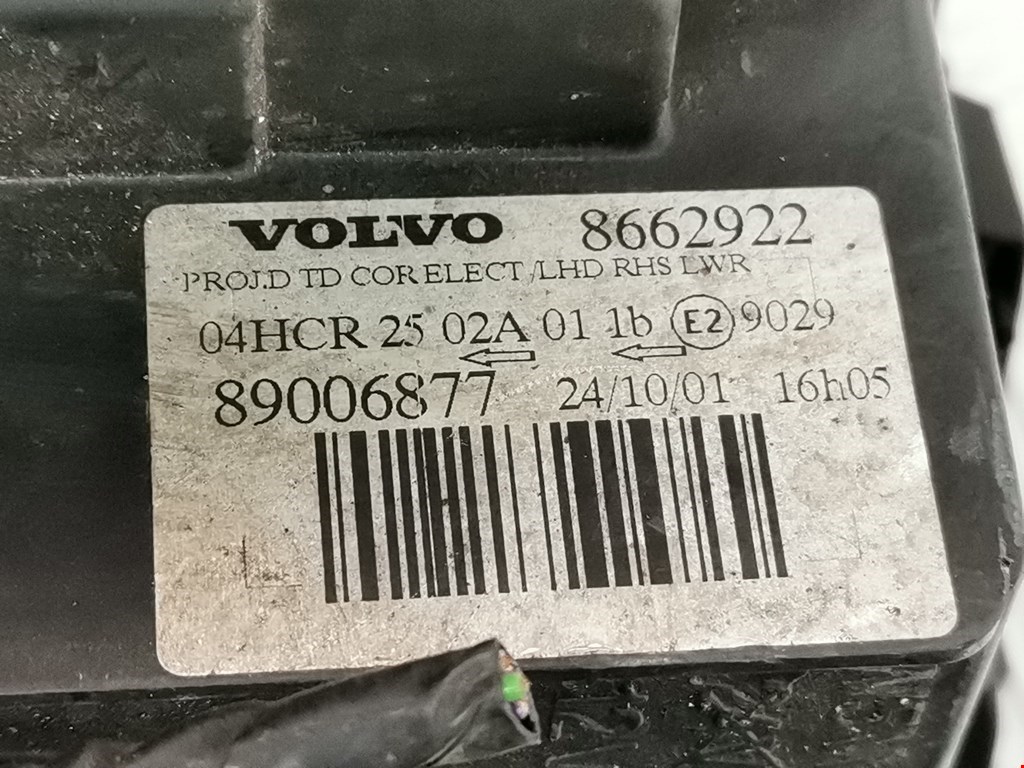 VOLVO 8662922
PROJ.D TD COR ELECT /LHD RHS LWR
04HCR 25 02A 01 1b E2 9029
89006877 24/10/01 16h05